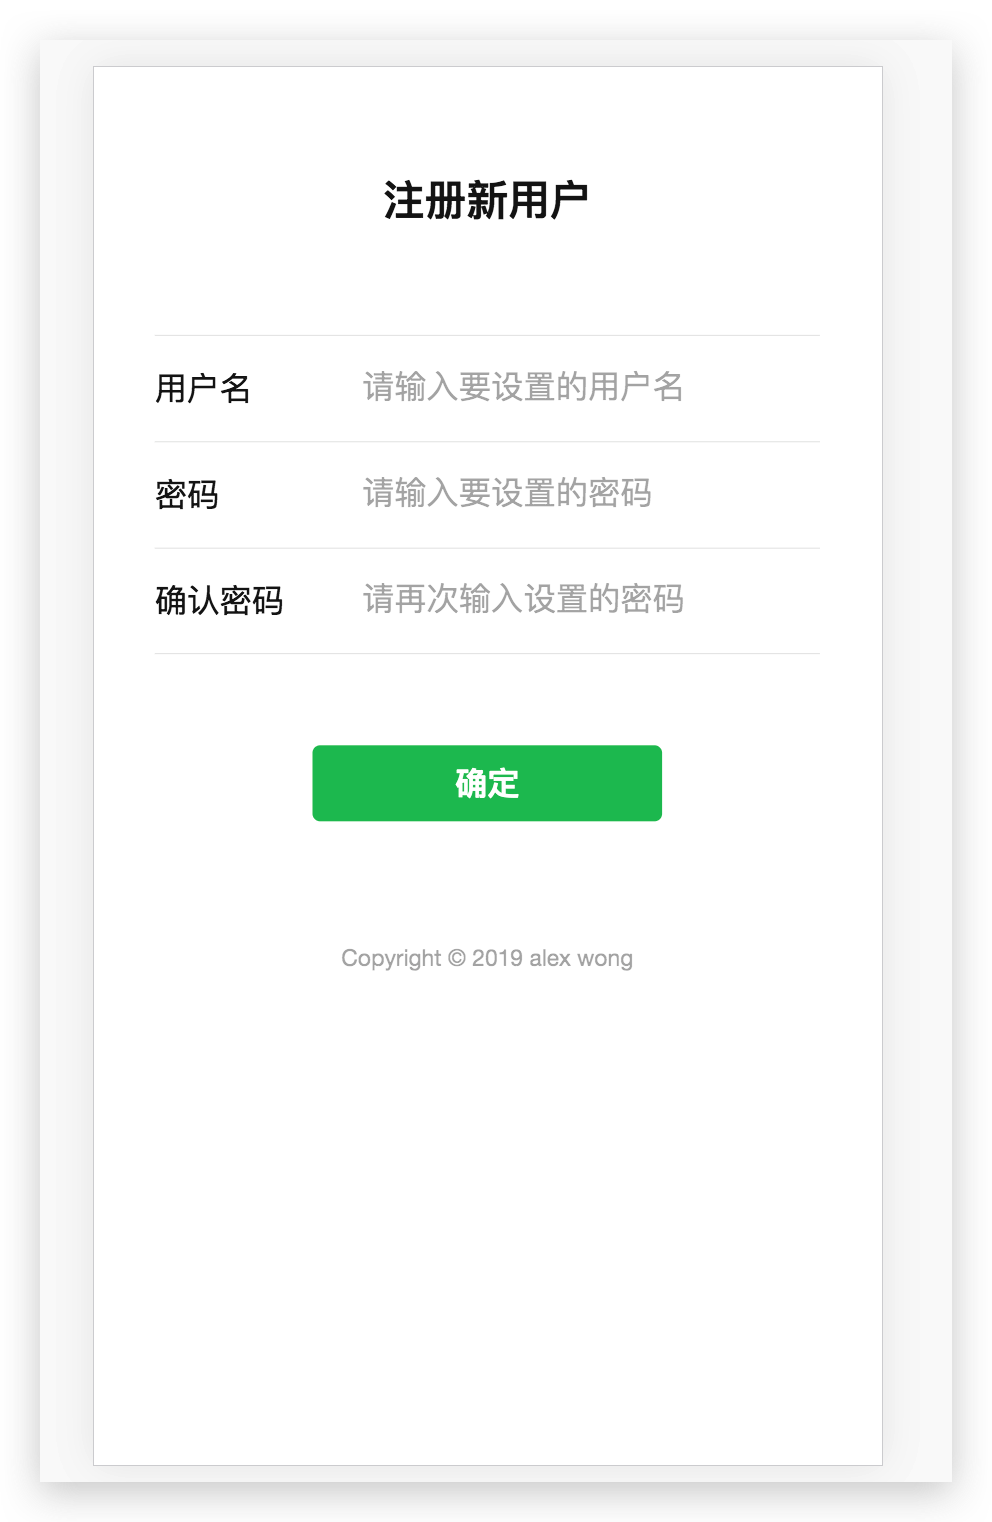 注册新用户
用户名 请输入要设置的用户名
密码 请输入要设置的密码
确认密码 请再次输入设置的密码
确定
Copyright © 2019 alex wong